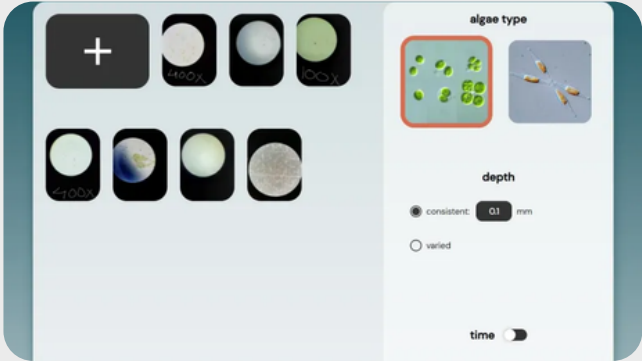 +
400X
100X
400X
algae type
depth
consistent: 0.1 mm
varied
time